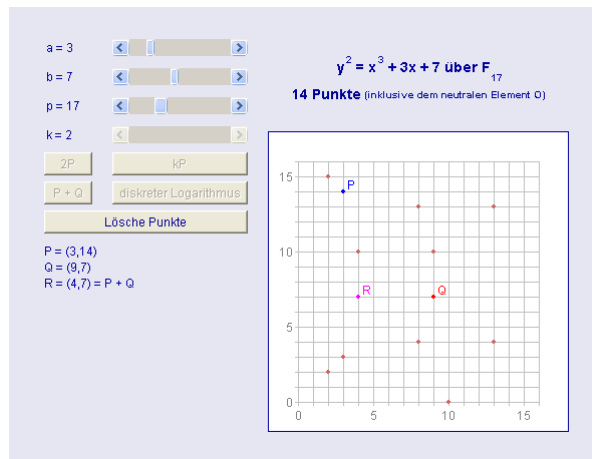 a = 3
b = 7
p = 17
k = 2
2P
kP
P + Q
diskreter Logarithmus
Lösche Punkte
P = (3,14)
Q = (9,7)
R = (4,7) = P + Q
y² = x³ + 3x + 7 über F₁₇
14 Punkte (inklusive dem neutralen Element O)
15
P
10
R
Q
5
0
0
5
10
15